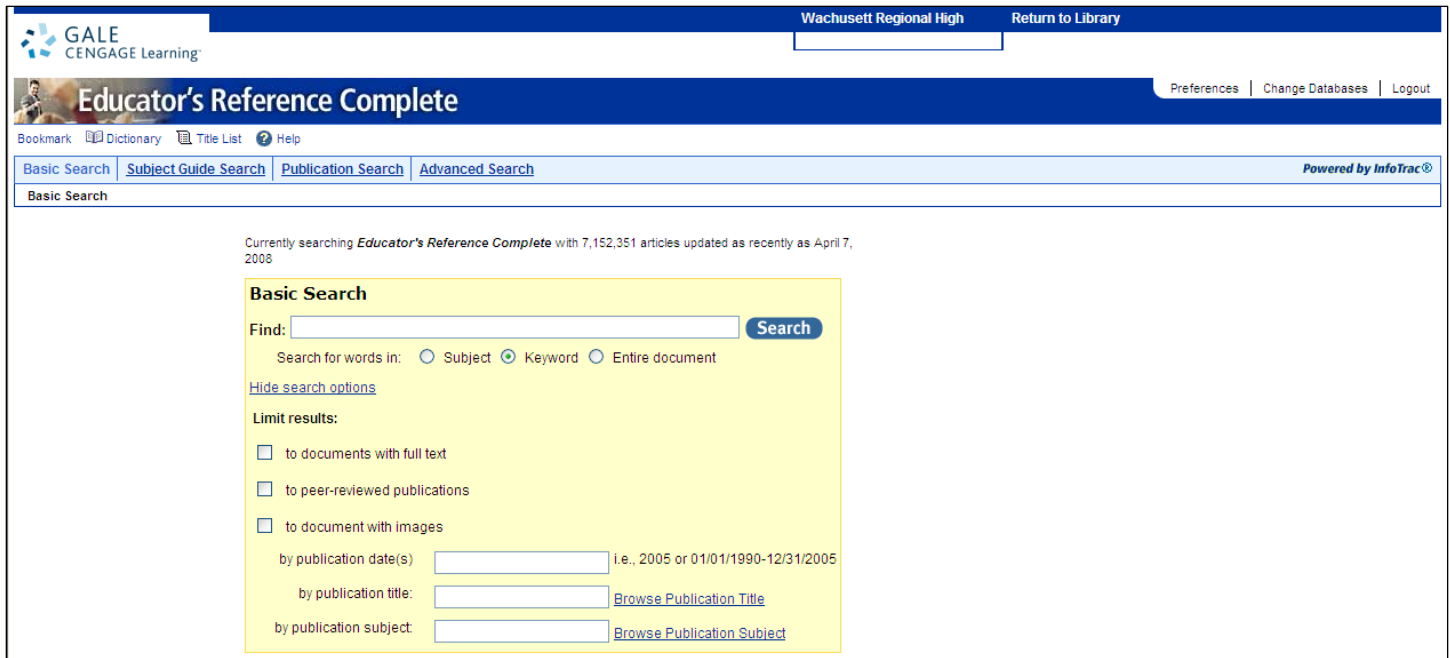 Wachusett Regional High Return to Library
GALE
CENGAGE Learning
Educator's Reference Complete
Preferences | Change Databases | Logout
Bookmark Dictionary Title List Help
Basic Search | Subject Guide Search | Publication Search | Advanced Search Powered by InfoTrac®
Basic Search
Currently searching Educator's Reference Complete with 7,152,351 articles updated as recently as April 7,
2008
Basic Search
Find: Search
Search for words in: Subject Keyword Entire document
Hide search options
Limit results:
to documents with full text
to peer-reviewed publications
to document with images
by publication date(s) i.e., 2005 or 01/01/1990-12/31/2005
by publication title: Browse Publication Title
by publication subject: Browse Publication Subject